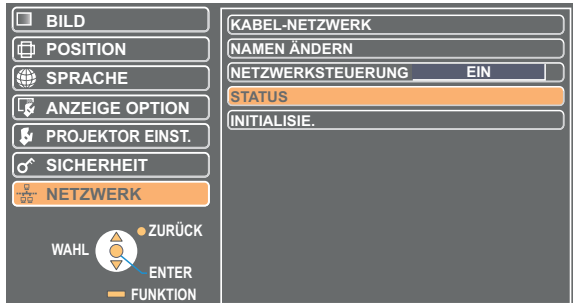 BILD
POSITION
SPRACHE
ANZEIGE OPTION
PROJEKTOR EINST.
SICHERHEIT
NETZWERK
ZURÜCK
WAHL
ENTER
FUNKTION
KABEL-NETZWERK
NAMEN ÄNDERN
NETZWERKSTEUERUNG EIN
STATUS
INITIALISIE.